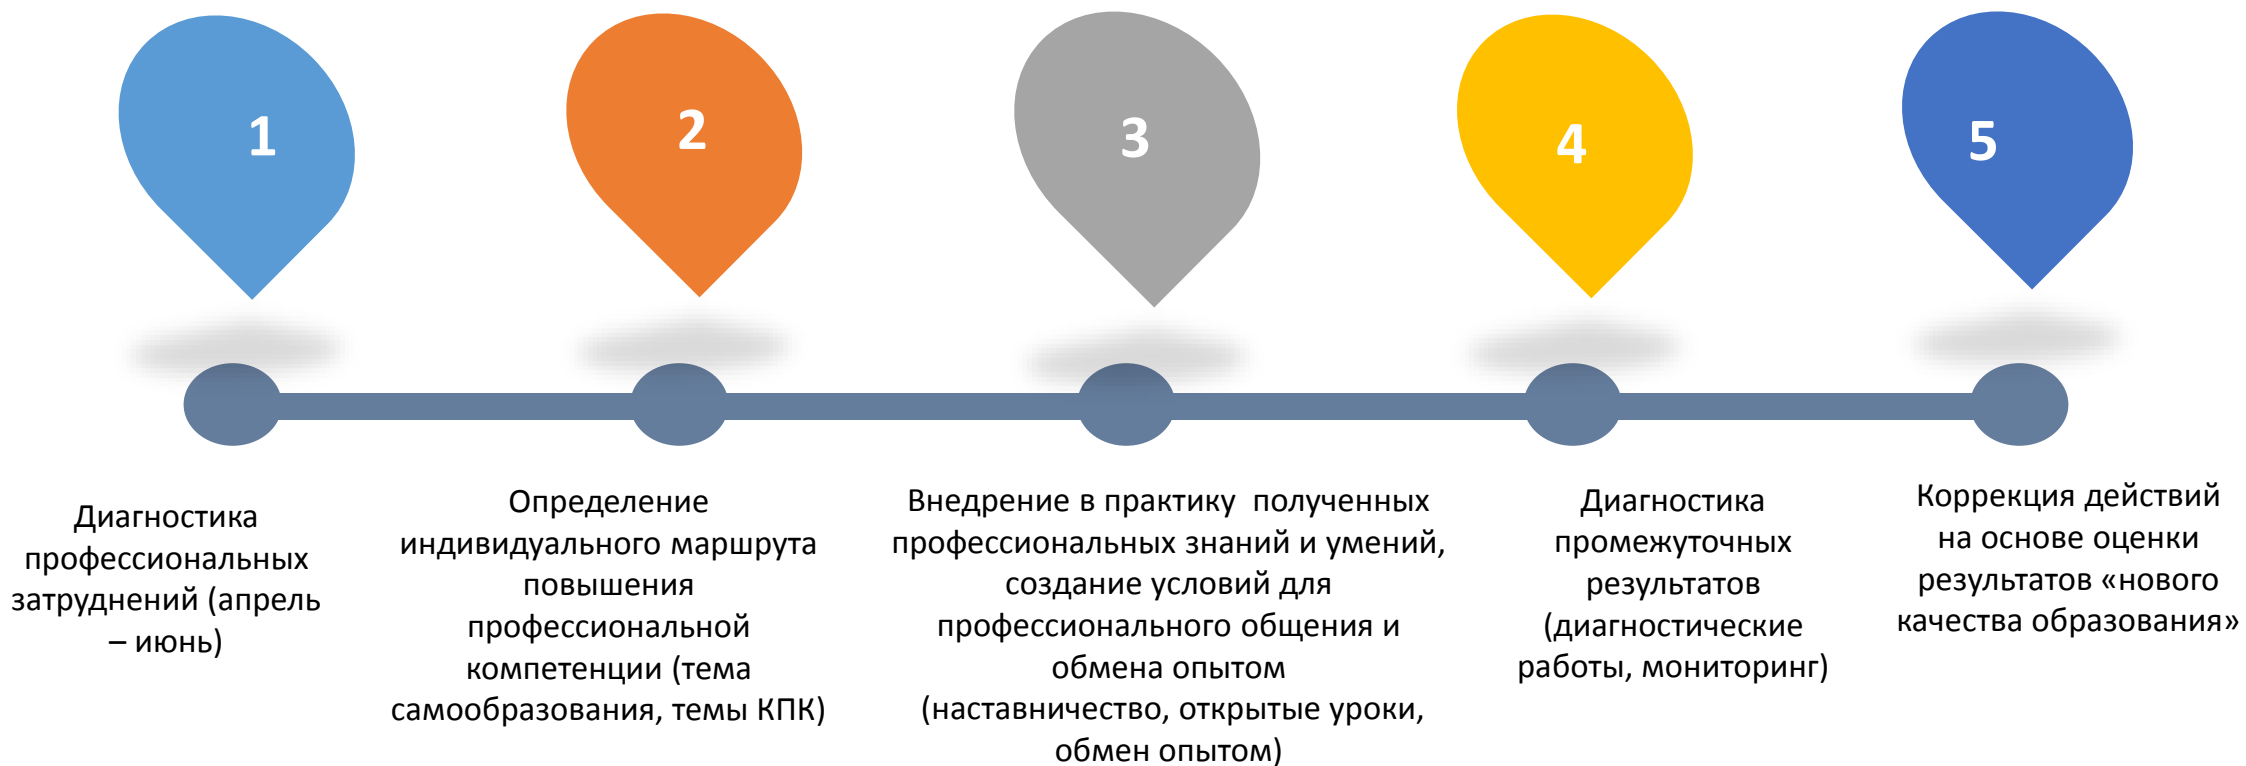 1
2
3
4
5
Диагностика
профессиональных
затруднений (апрель
– июнь)
Определение
индивидуального маршрута
повышения
профессиональной
компетенции (тема
самообразования, темы КПК)
Внедрение в практику  полученных
профессиональных знаний и умений,
создание условий для
профессионального общения и
обмена опытом
(наставничество, открытые уроки,
обмен опытом)
Диагностика
промежуточных
результатов
(диагностические
работы, мониторинг)
Коррекция действий
на основе оценки
результатов «нового
качества образования»